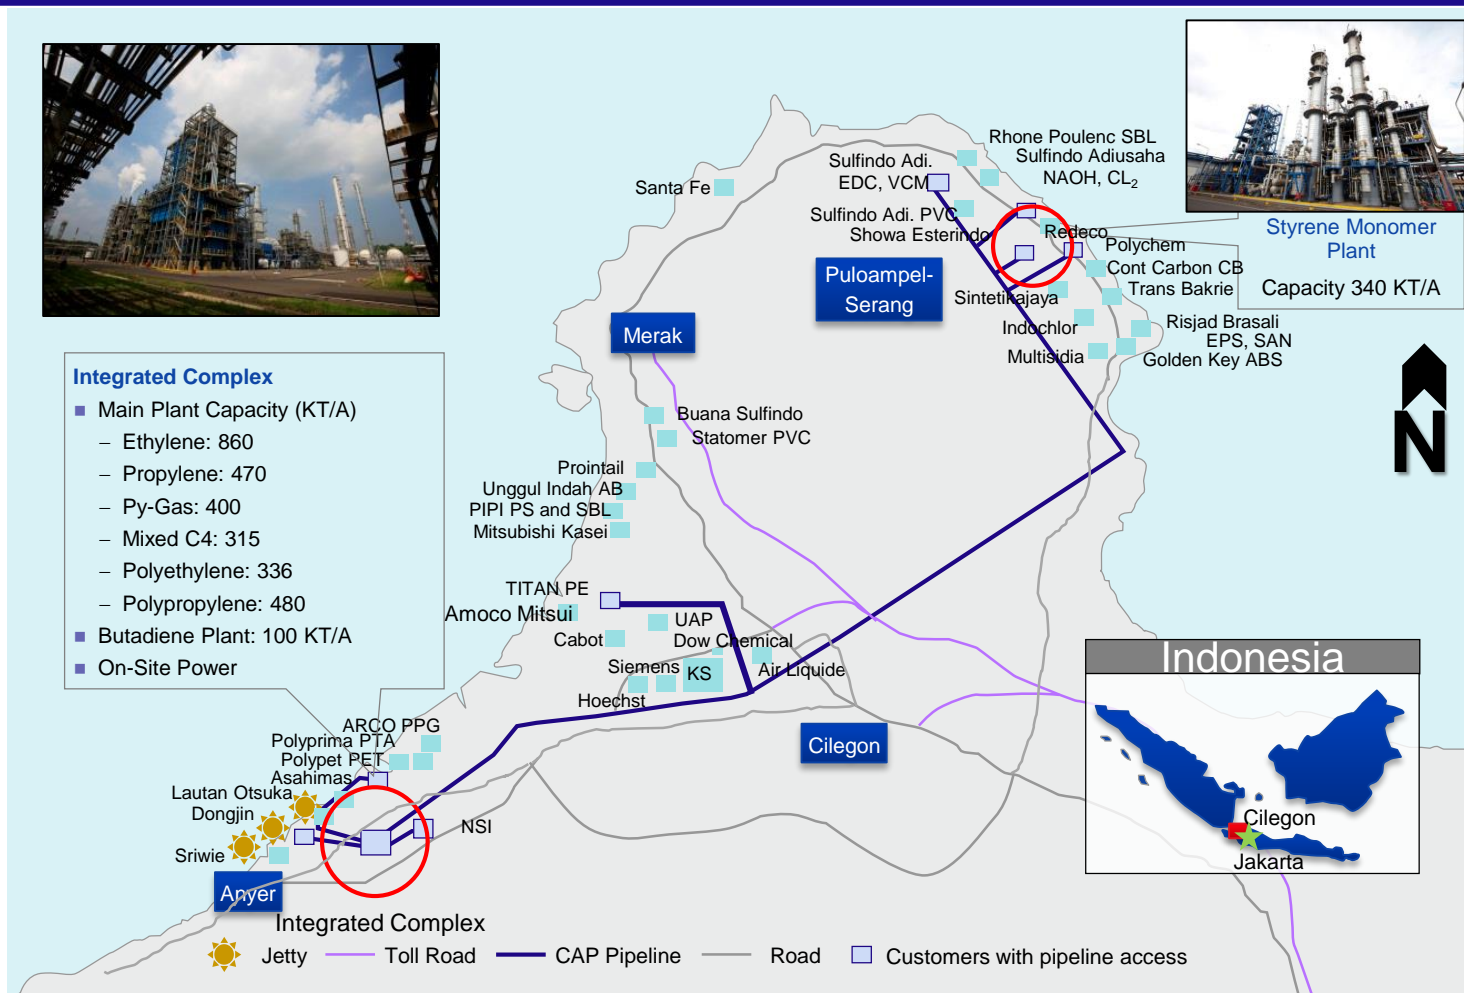 Rhone Poulenc SBL
Sulfindo Adi.
EDC, VCM
Sulfindo Adiusaha
NAOH, CL₂
Santa Fe
Sulfindo Adi. PVC
Showa Esterindo
Redeco
Styrene Monomer
Plant
Capacity 340 KT/A
Polychem
Cont Carbon CB
Trans Bakrie
Puloampel-
Serang
Sintetikajaya
Indochlor
Risjad Brasali
EPS, SAN
Multisidia
Golden Key ABS
Merak
N
Integrated Complex
■ Main Plant Capacity (KT/A)
– Ethylene: 860
– Propylene: 470
– Py-Gas: 400
– Mixed C4: 315
– Polyethylene: 336
– Polypropylene: 480
■ Butadiene Plant: 100 KT/A
■ On-Site Power
Buana Sulfindo
Statomer PVC
Prointail
Unggul Indah AB
PIPI PS and SBL
Mitsubishi Kasei
TITAN PE
Amoco Mitsui
UAP
Cabot
Dow Chemical
Siemens
KS
Air Liquide
Hoechst
Cilegon
ARCO PPG
Polyprima PTA
Polypet PET
Asahimas
Lautan Otsuka
Dongjin
NSI
Sriwie
Anyer
Integrated Complex
Indonesia
Cilegon
Jakarta
Jetty
Toll Road
CAP Pipeline
Road
Customers with pipeline access